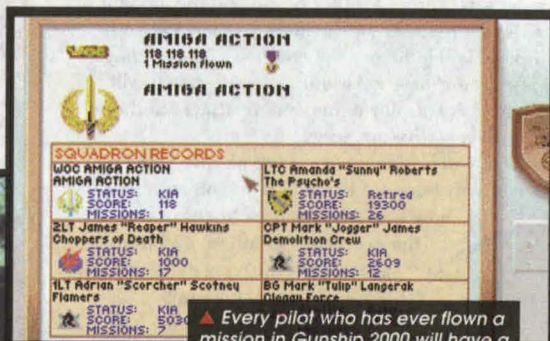 AMIGA ACTION
118 118 118
1 Mission flown
AMIGA ACTION
SQUADRON RECORDS
WOC AMIGA ACTION
AMIGA ACTION
STATUS: KIA
SCORE: 118
MISSIONS: 1
LTC Amanda "Sunny" Roberts
The Psycho's
STATUS: Retired
SCORE: 19300
MISSIONS: 26
2LT James "Reaper" Hawkins
Choppers of Death
STATUS: KIA
SCORE: 1000
MISSIONS: 17
CPT Mark "Jogger" James
Demolition Crew
STATUS: KIA
SCORE: 2609
MISSIONS: 12
1LT Adrian "Scorcher" Scotney
Flamers
STATUS: KIA
SCORE: 5030
MISSIONS: 7
BG Mark "Tulip" Langerak
Force
▲ Every pilot who has ever flown a
mission in Gunship 2000 will have a